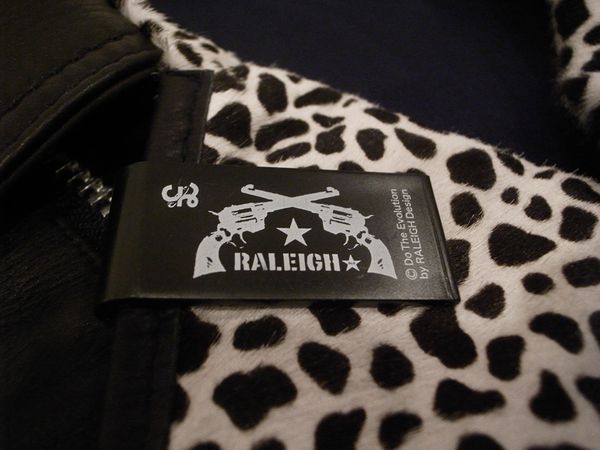 RALEIGH
© Do The Evolution
by RALEIGH Design